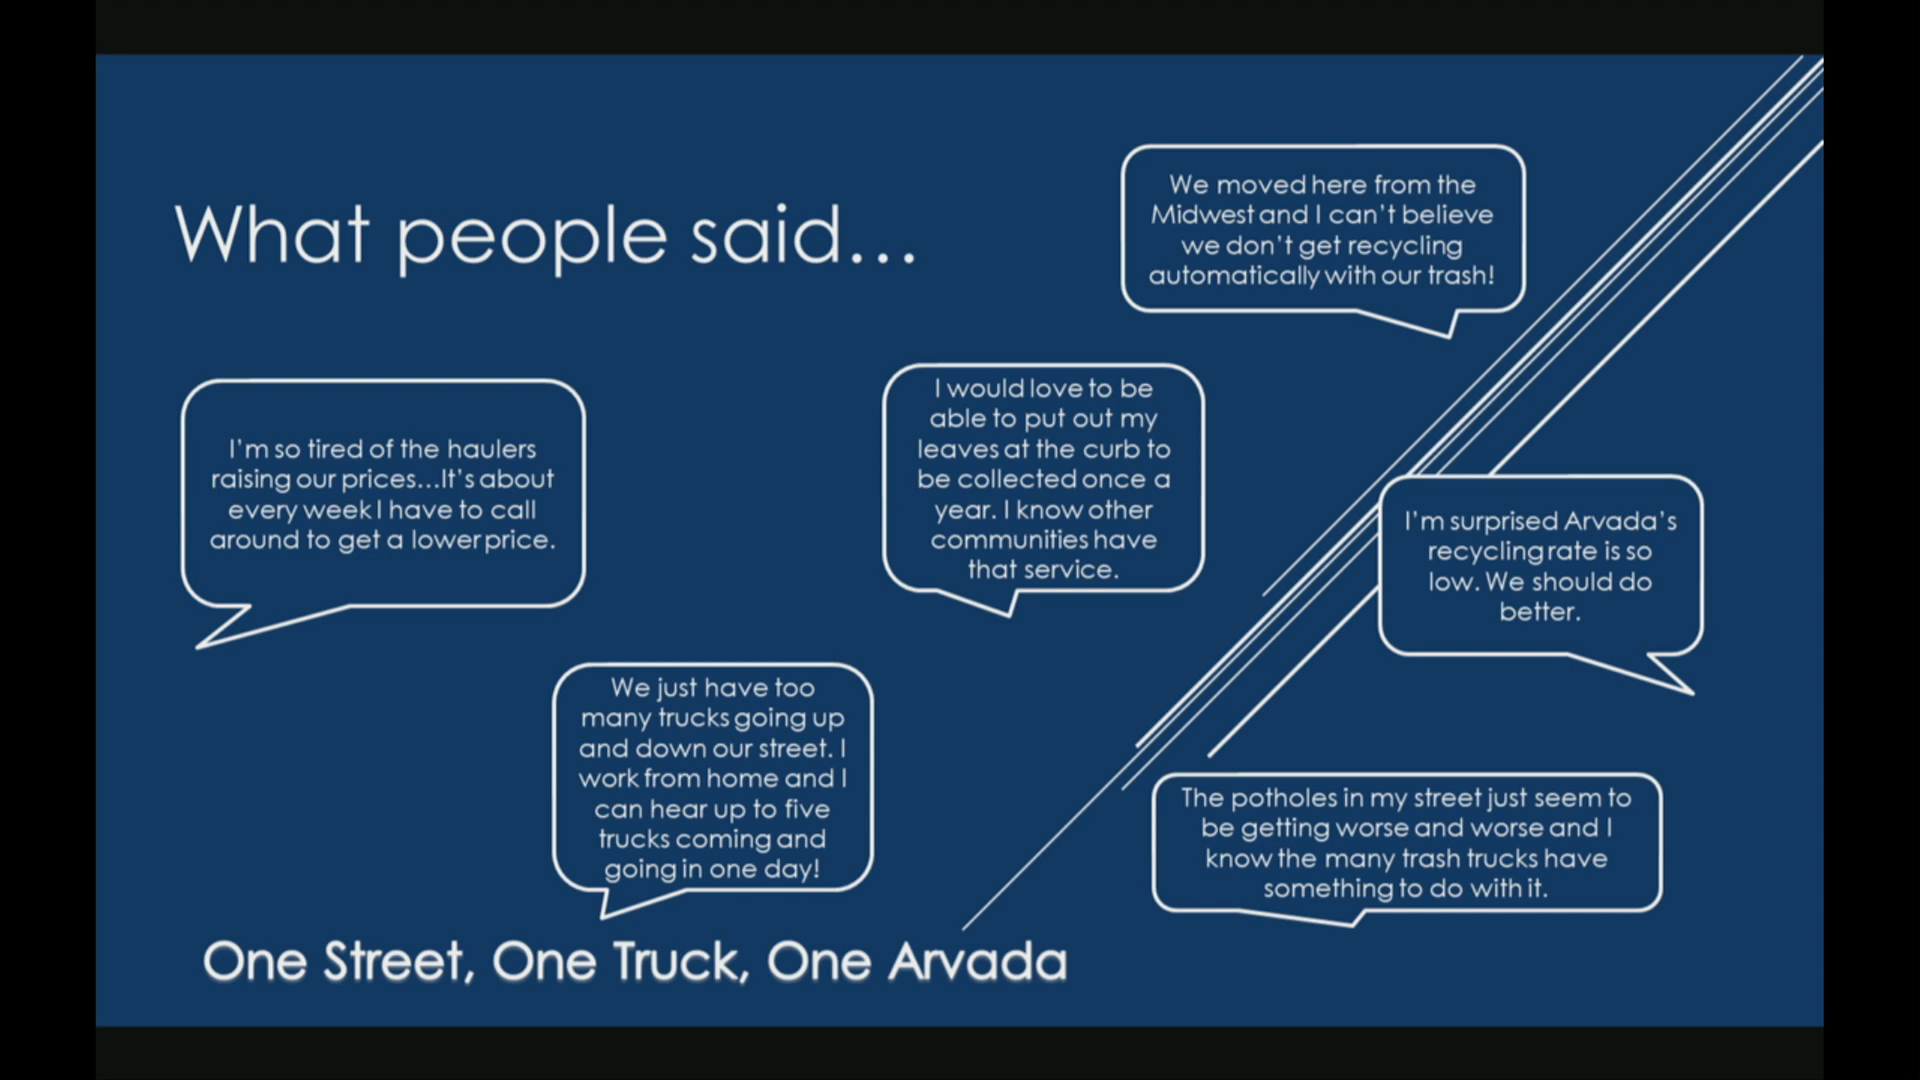 What people said...
We moved here from the
Midwest and I can't believe
we don't get recycling
automatically with our trash!
I'm so tired of the haulers
raising our prices...It's about
every week I have to call
around to get a lower price.
I would love to be
able to put out my
leaves at the curb to
be collected once a
year. I know other
communities have
that service.
I'm surprised Arvada's
recycling rate is so
low. We should do
better.
We just have too
many trucks going up
and down our street. I
work from home and I
can hear up to five
trucks coming and
going in one day!
The potholes in my street just seem to
be getting worse and worse and I
know the many trash trucks have
something to do with it.
One Street, One Truck, One Arvada